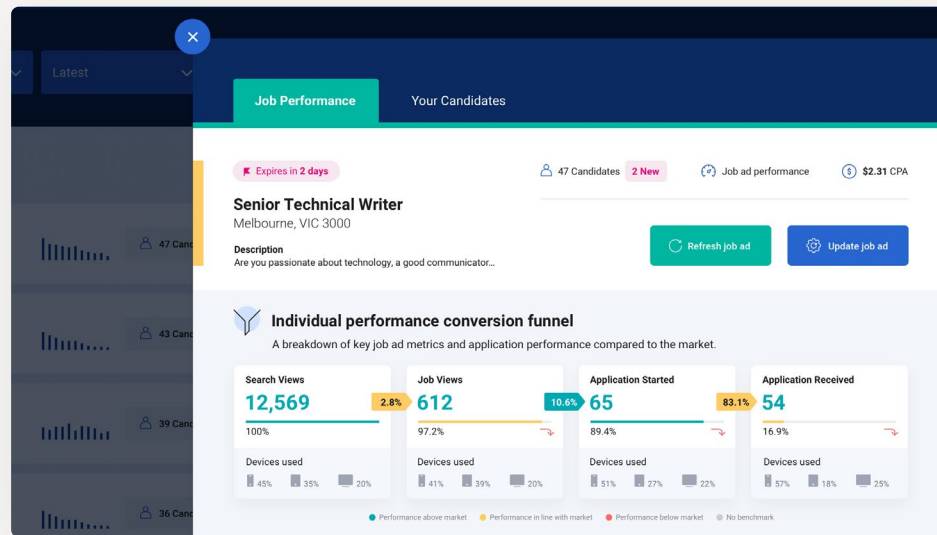 Latest
Job Performance
Your Candidates
Expires in 2 days
47 Candidates 2 New
Job ad performance
$ $2.31 CPA
Senior Technical Writer
Melbourne, VIC 3000
Description
Are you passionate about technology, a good communicator...
Refresh job ad
Update job ad
47 Cand
43 Cand
39 Cand
36 Cand
Individual performance conversion funnel
A breakdown of key job ad metrics and application performance compared to the market.
Search Views
12,569
100%
Devices used
45% 35% 20%
2.8%
Job Views
612
97.2%
Devices used
41% 39% 20%
10.6%
Application Started
65
89.4%
Devices used
51% 27% 22%
83.1%
Application Received
54
16.9%
Devices used
57% 18% 25%
Performance above market Performance in line with market Performance below market No benchmark